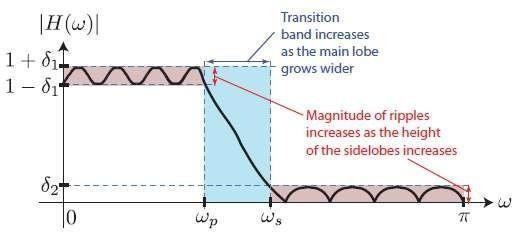 |H(ω)|
Transition
band increases
as the main lobe
grows wider
1 + δ₁
1 − δ₁
Magnitude of ripples
increases as the height
of the sidelobes increases
δ₂
0
ωp
ωs
π
ω